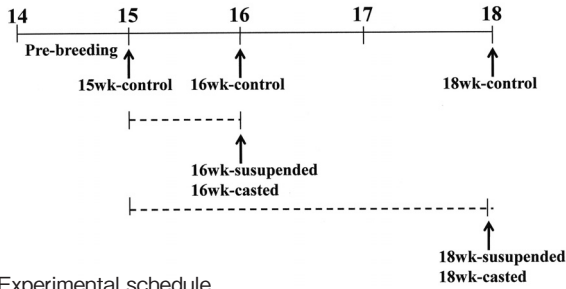 14 15 16 17 18
Pre-breeding
15wk-control 16wk-control 18wk-control
16wk-susupended
16wk-casted
18wk-susupended
18wk-casted
Experimental schedule